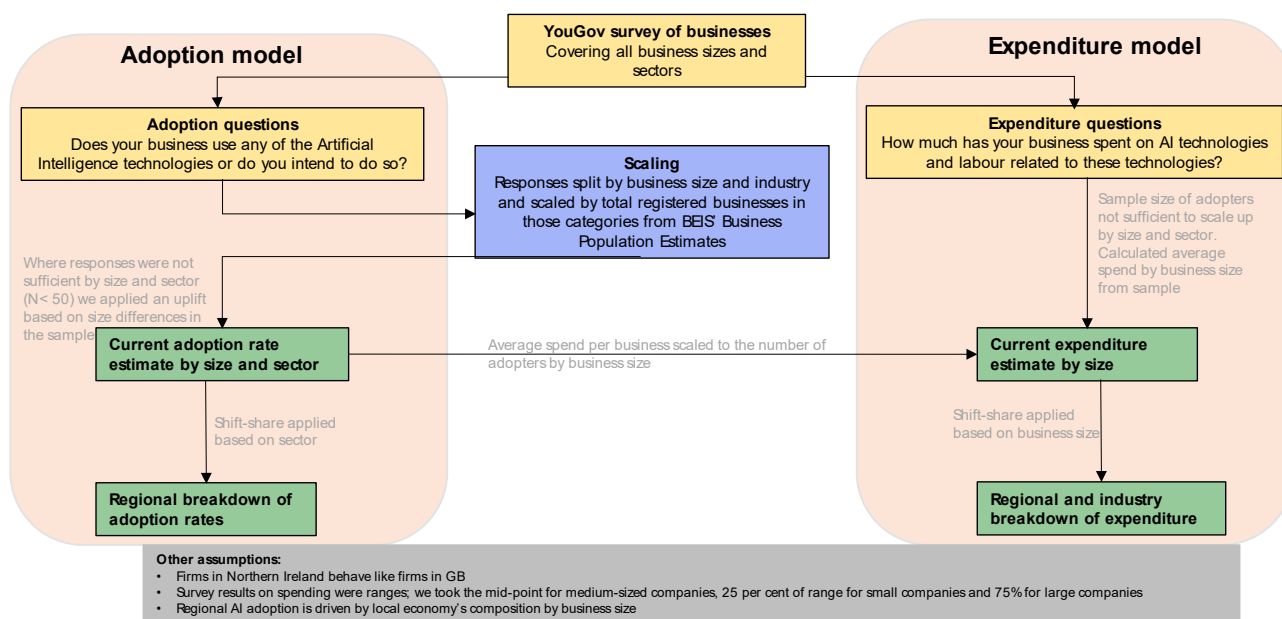 YouGov survey of businesses
Covering all business sizes and
sectors
Adoption model
Expenditure model
Adoption questions
Does your business use any of the Artificial
Intelligence technologies or do you intend to do so?
Expenditure questions
How much has your business spent on AI technologies
and labour related to these technologies?
Scaling
Responses split by business size and industry
and scaled by total registered businesses in
those categories from BEIS' Business
Population Estimates
Sample size of adopters
not sufficient to scale up
by size and sector.
Calculated average
spend by business size
from sample
Where responses were not
sufficient by size and sector
(N< 50) we applied an uplift
based on size differences in
the sample
Current adoption rate
estimate by size and sector
Average spend per business scaled to the number of
adopters by business size
Current expenditure
estimate by size
Shift-share applied
based on sector
Shift-share applied
based on business size
Regional breakdown of
adoption rates
Regional and industry
breakdown of expenditure
Other assumptions:
• Firms in Northern Ireland behave like firms in GB
• Survey results on spending were ranges; we took the mid-point for medium-sized companies, 25 per cent of range for small companies and 75% for large companies
• Regional AI adoption is driven by local economy's composition by business size